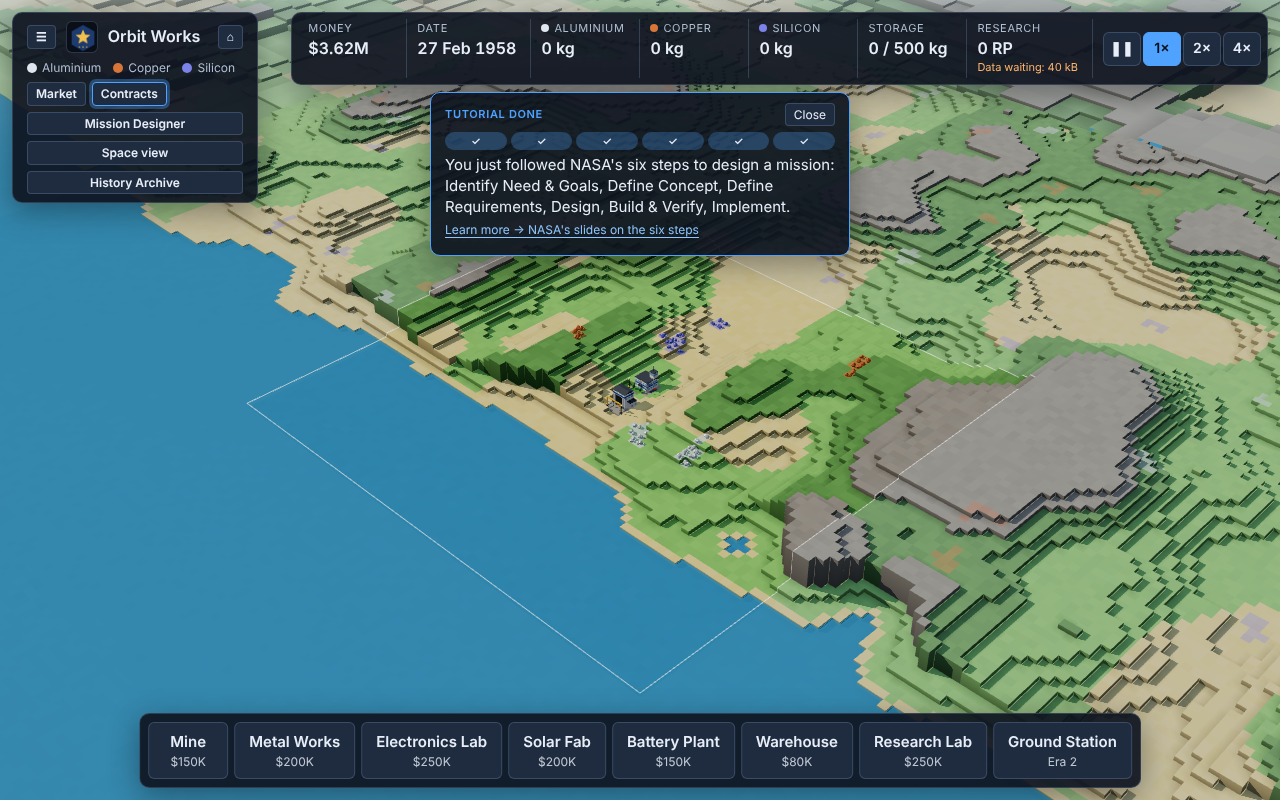 ☰ Orbit Works ⌂
Aluminium Copper Silicon
Market Contracts
Mission Designer
Space view
History Archive
MONEY
$3.62M
DATE
27 Feb 1958
ALUMINIUM
0 kg
COPPER
0 kg
SILICON
0 kg
STORAGE
0 / 500 kg
RESEARCH
0 RP
Data waiting: 40 kB
❚❚ 1× 2× 4×
TUTORIAL DONE Close
✓ ✓ ✓ ✓ ✓ ✓
You just followed NASA's six steps to design a mission:
Identify Need & Goals, Define Concept, Define
Requirements, Design, Build & Verify, Implement.
Learn more → NASA's slides on the six steps
Mine
$150K
Metal Works
$200K
Electronics Lab
$250K
Solar Fab
$200K
Battery Plant
$150K
Warehouse
$80K
Research Lab
$250K
Ground Station
Era 2